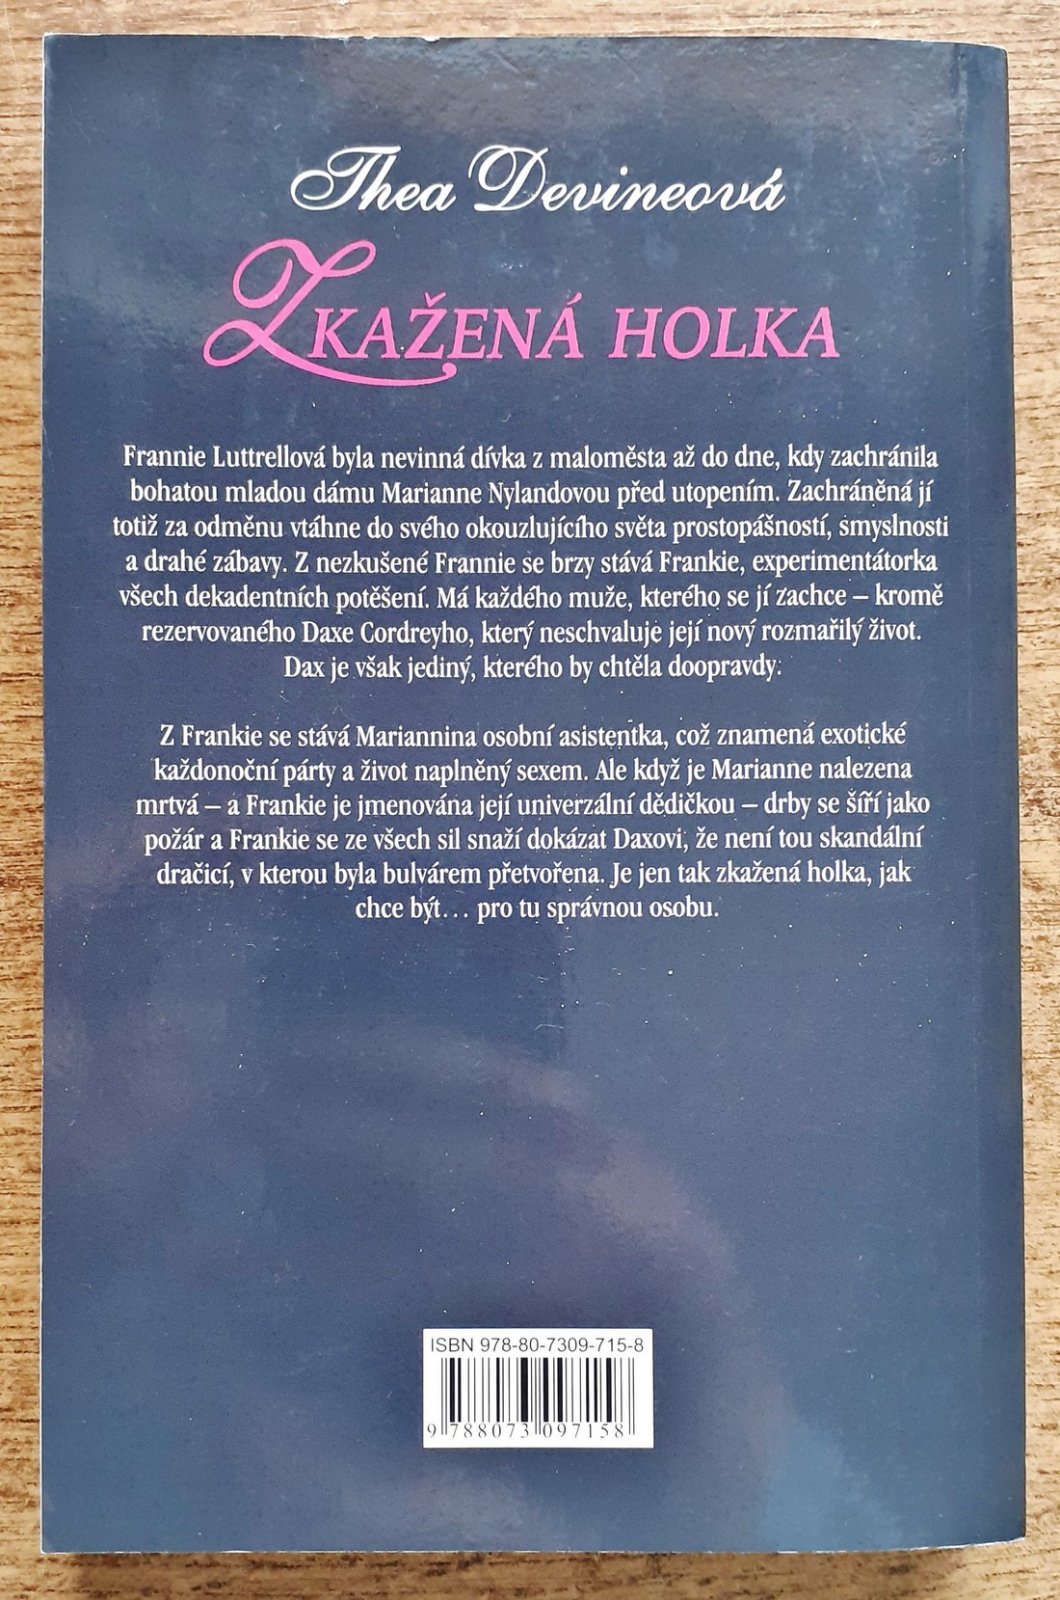 Thea Devineová
ZKAŽENÁ HOLKA
Frannie Luttrellová byla nevinná dívka z maloměsta až do dne, kdy zachránila
bohatou mladou dámu Marianne Nylandovou před utopením. Zachráněná jí
totiž za odměnu vtáhne do svého okouzlujícího světa prostopášností, smyslnosti
a drahé zábavy. Z nezkušené Frannie se brzy stává Frankie, experimentátorka
všech dekadentních potěšení. Má každého muže, kterého se jí zachce – kromě
rezervovaného Daxe Cordreyho, který neschvaluje její nový rozmařilý život.
Dax je však jediný, kterého by chtěla doopravdy.
Z Frankie se stává Mariannina osobní asistentka, což znamená exotické
každonoční párty a život naplněný sexem. Ale když je Marianne nalezena
mrtvá – a Frankie je jmenována její univerzální dědičkou – drby se šíří jako
požár a Frankie se ze všech sil snaží dokázat Daxovi, že není tou skandální
dračicí, v kterou byla bulvárem přetvořena. Je jen tak zkažená holka, jak
chce být… pro tu správnou osobu.
ISBN 978-80-7309-715-8
9 788073 097158